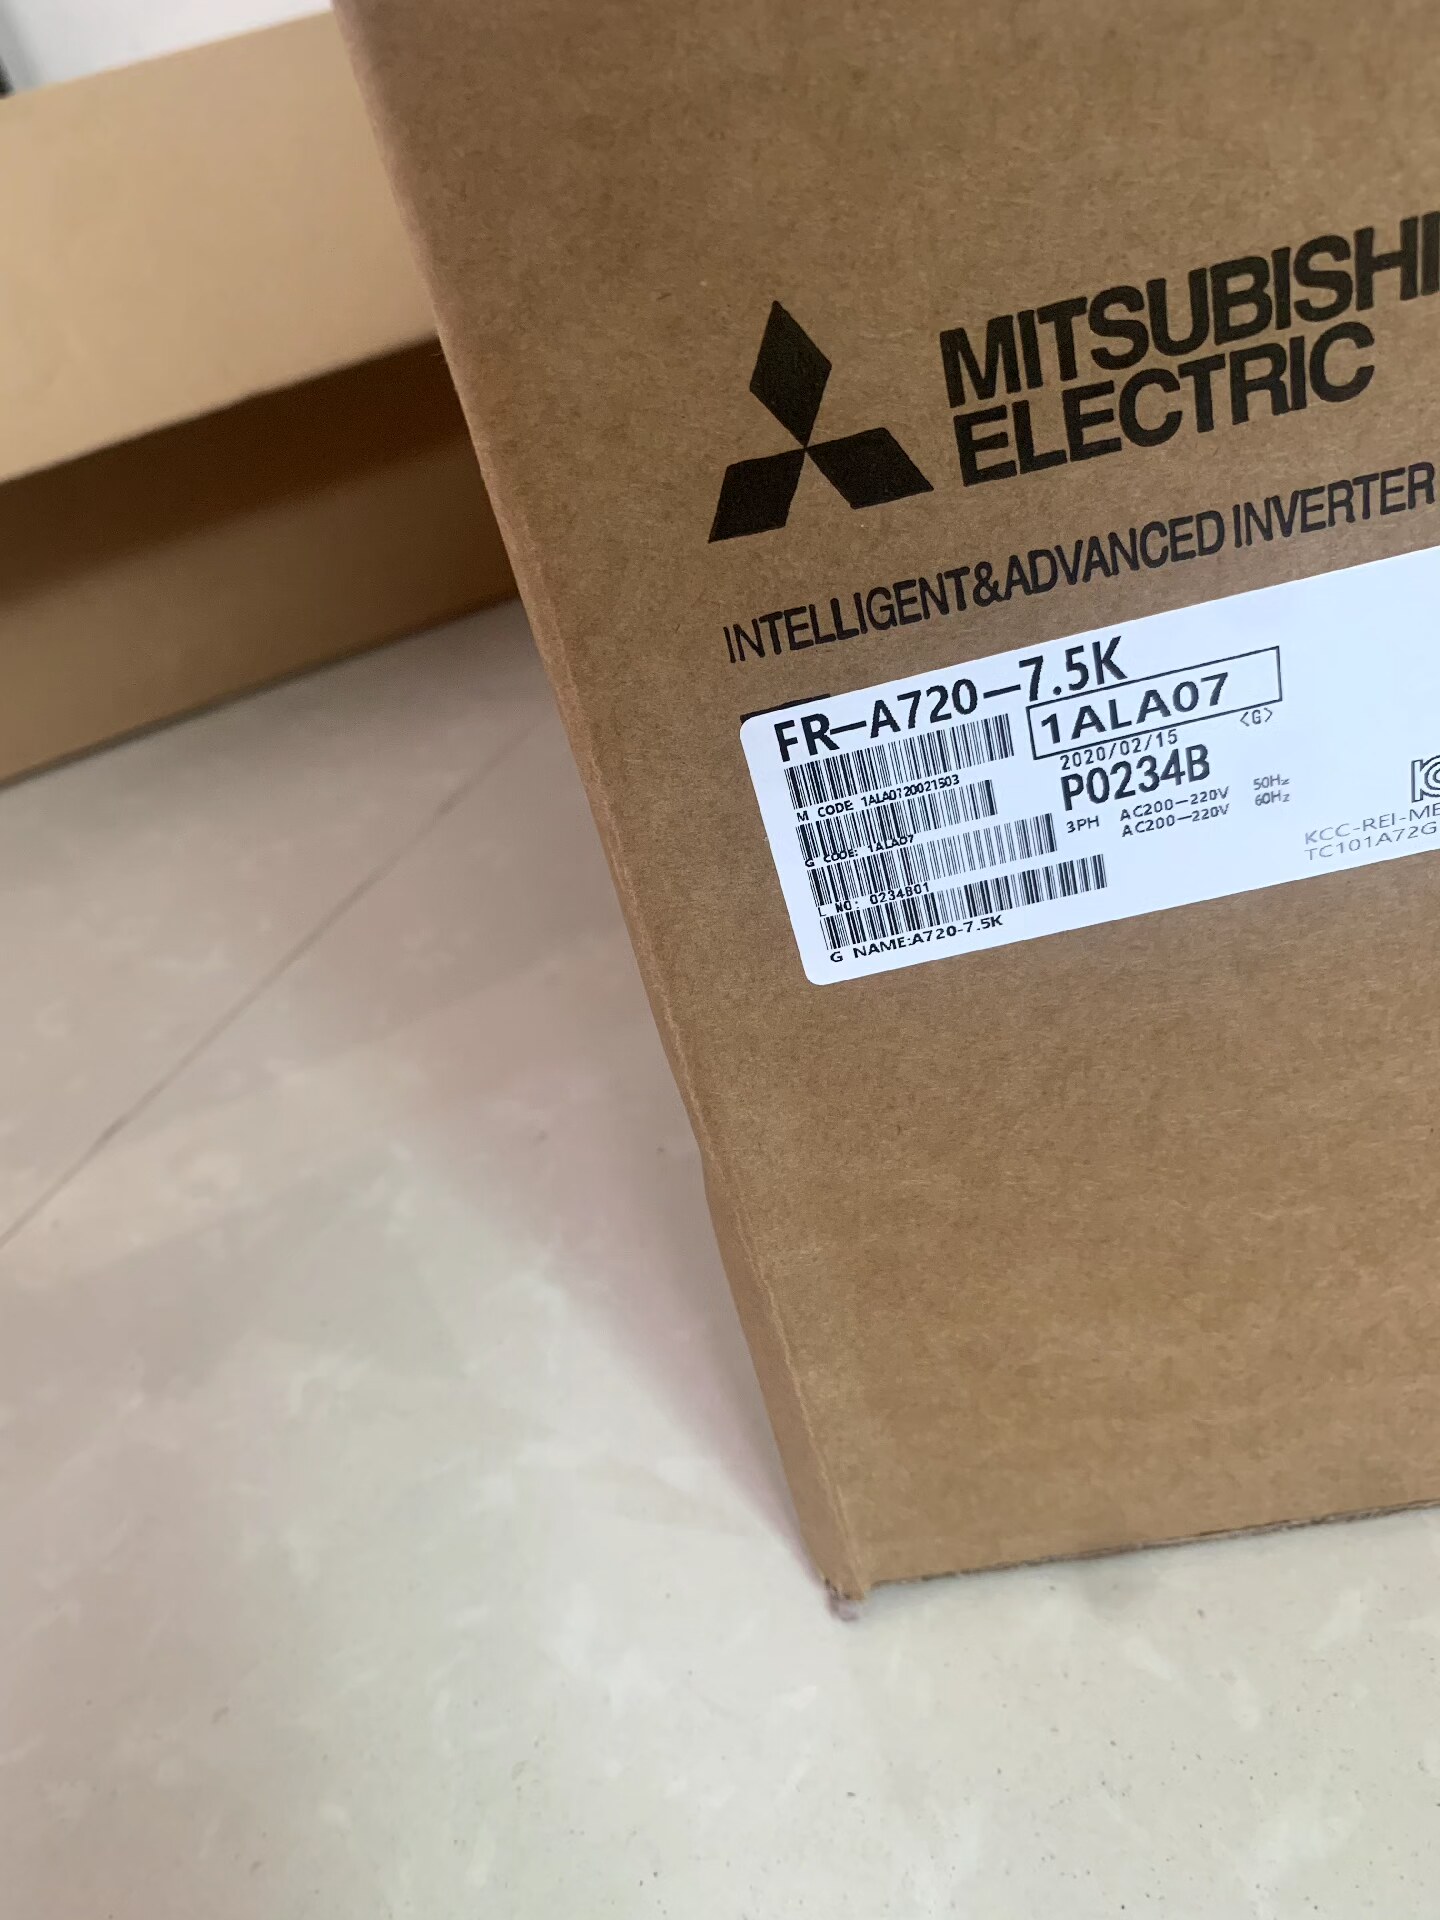 MITSUBISHI
ELECTRIC
INTELLIGENT&ADVANCED INVERTER
FR-A720-7.5K
1ALA07
<G>
2020/02/15
M CODE 1ALA0720021503
P0234B
G CODE: 1ALA07
3PH AC200-220V 50Hz
AC200-220V 60Hz
L NO: 0234B01
KCC-REI-ME
TC101A72G
G NAME:A720-7.5K